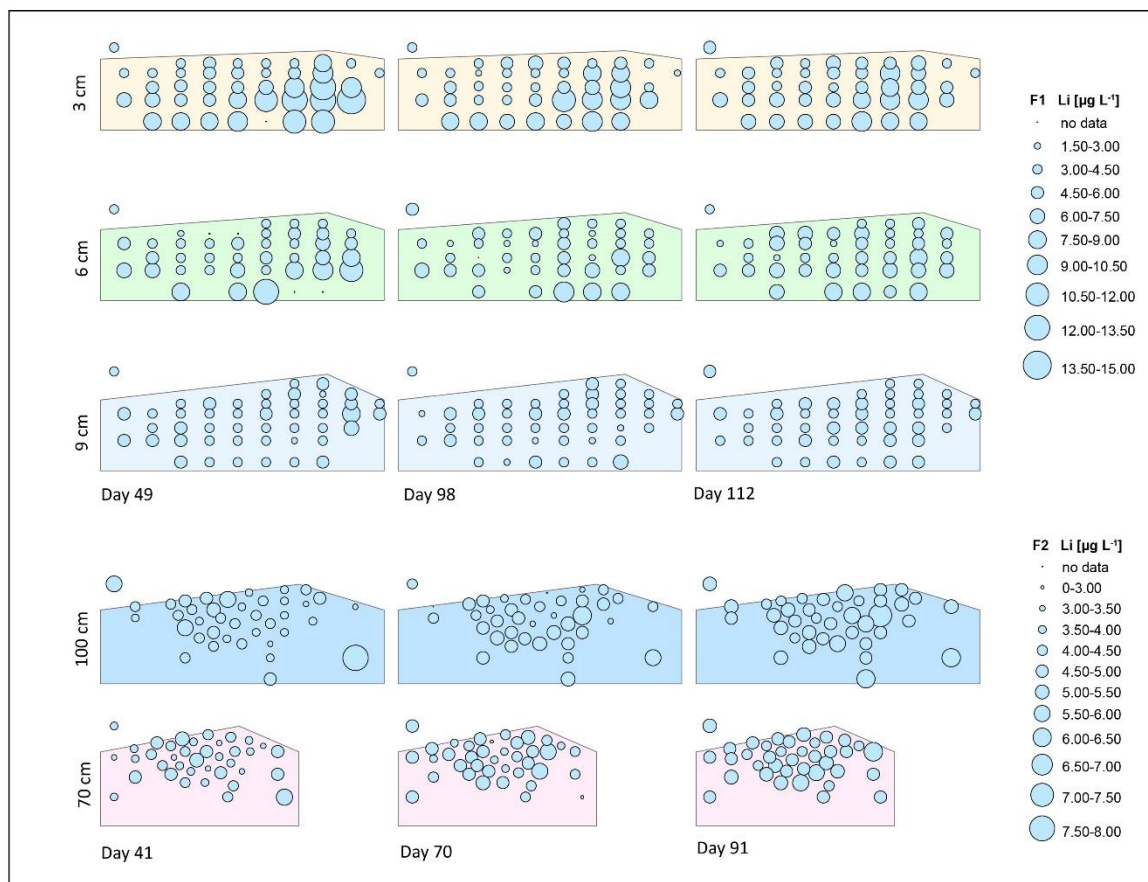 3 cm
F1 Li [µg L⁻¹]
no data
1.50-3.00
3.00-4.50
4.50-6.00
6.00-7.50
7.50-9.00
9.00-10.50
10.50-12.00
12.00-13.50
13.50-15.00
6 cm
9 cm
Day 49 Day 98 Day 112
F2 Li [µg L⁻¹]
no data
0-3.00
3.00-3.50
3.50-4.00
4.00-4.50
4.50-5.00
5.00-5.50
5.50-6.00
6.00-6.50
6.50-7.00
7.00-7.50
7.50-8.00
100 cm
70 cm
Day 41 Day 70 Day 91